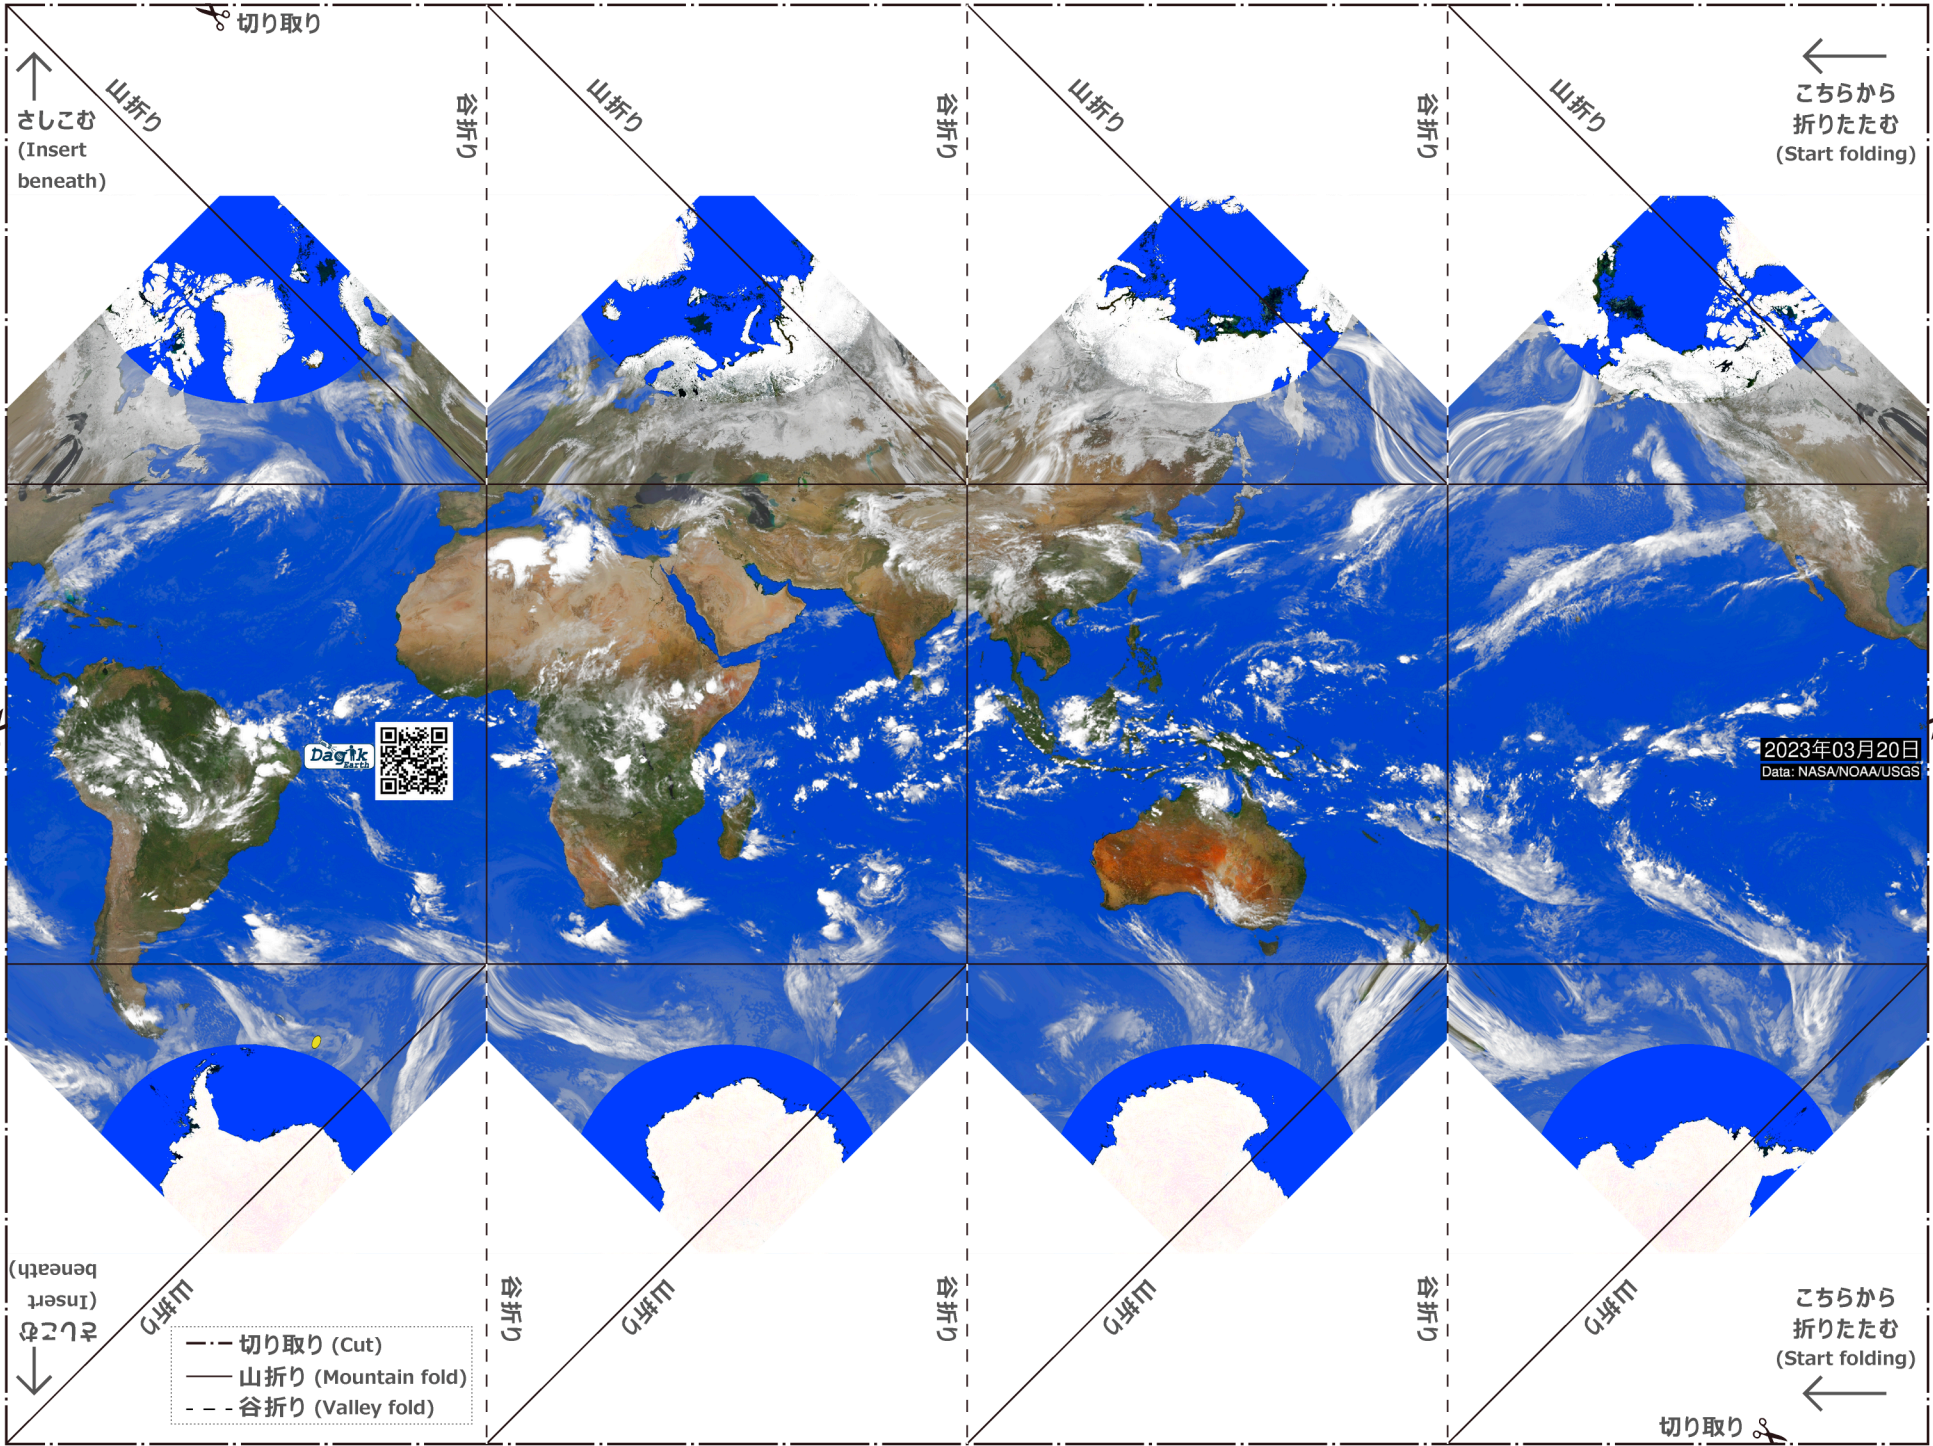 切り取り
山折り
谷折り
山折り
谷折り
山折り
谷折り
山折り
さしこむ
(Insert
beneath)
こちらから
折りたたむ
(Start folding)
Dagik
Earth
2023年03月20日
Data: NASA/NOAA/USGS
さしこむ
(Insert
beneath)
山折り
谷折り
山折り
谷折り
山折り
谷折り
山折り
こちらから
折りたたむ
(Start folding)
切り取り (Cut)
山折り (Mountain fold)
谷折り (Valley fold)
切り取り